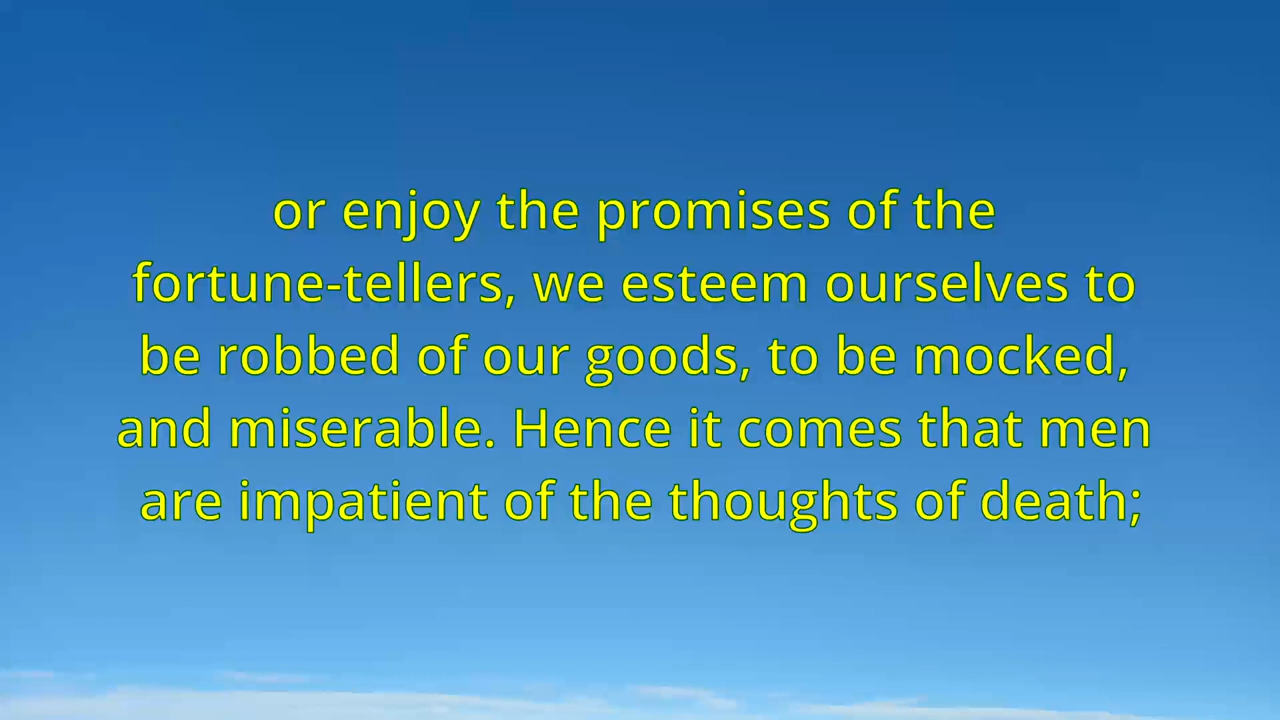 or enjoy the promises of the
fortune-tellers, we esteem ourselves to
be robbed of our goods, to be mocked,
and miserable. Hence it comes that men
are impatient of the thoughts of death;